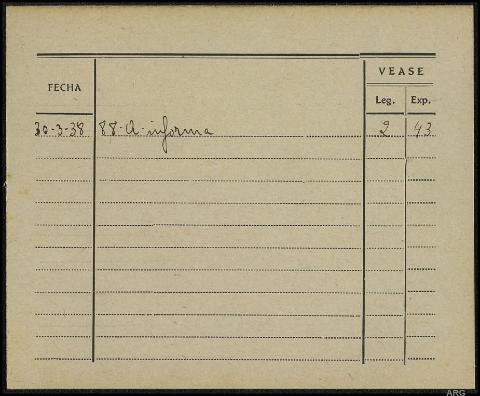 FECHA VEASE
Leg. Exp.
30-3-38 88-A-informa 2 43
ARG